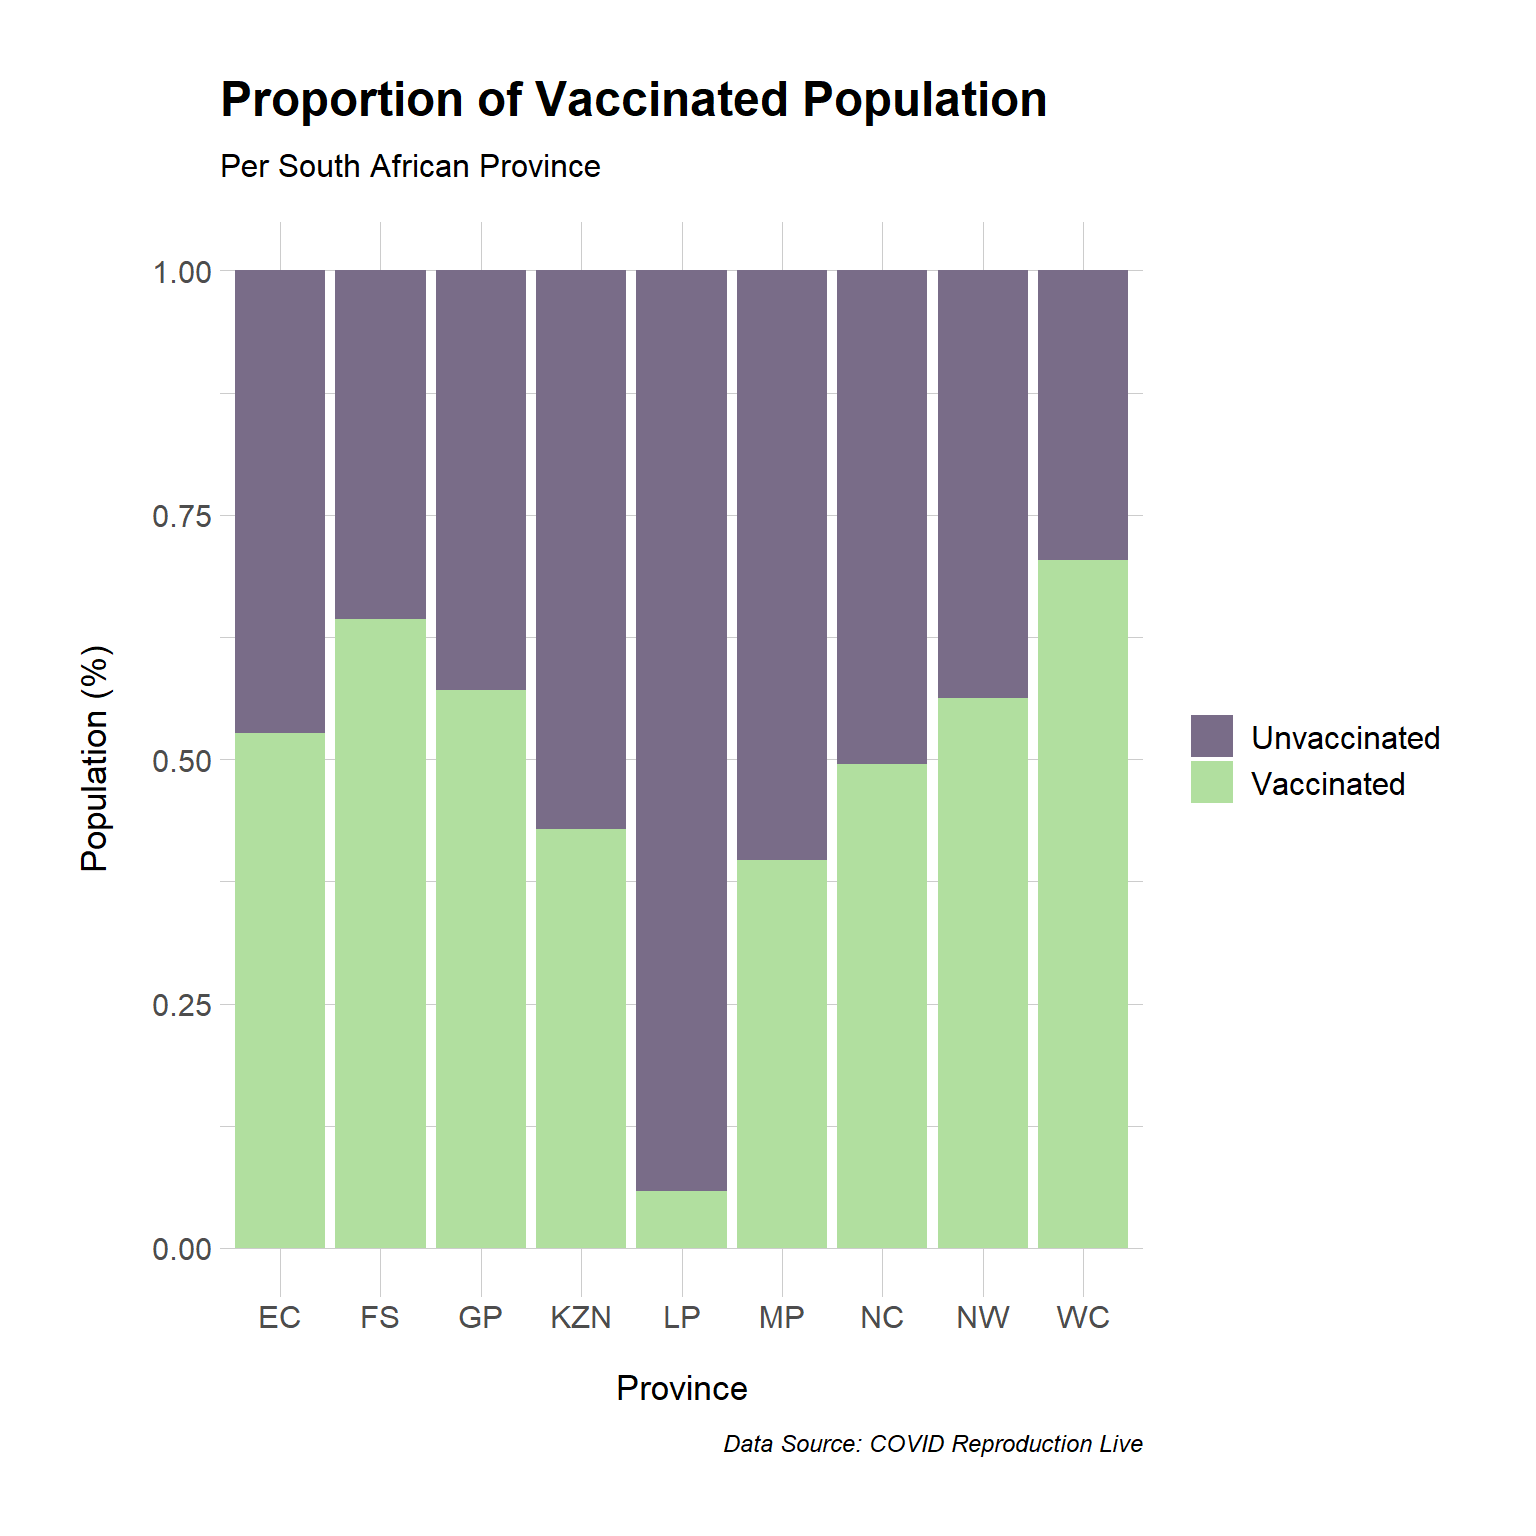 Proportion of Vaccinated Population
Per South African Province
1.00
0.75
0.50
0.25
0.00
Population (%)
EC FS GP KZN LP MP NC NW WC
Province
Unvaccinated
Vaccinated
Data Source: COVID Reproduction Live